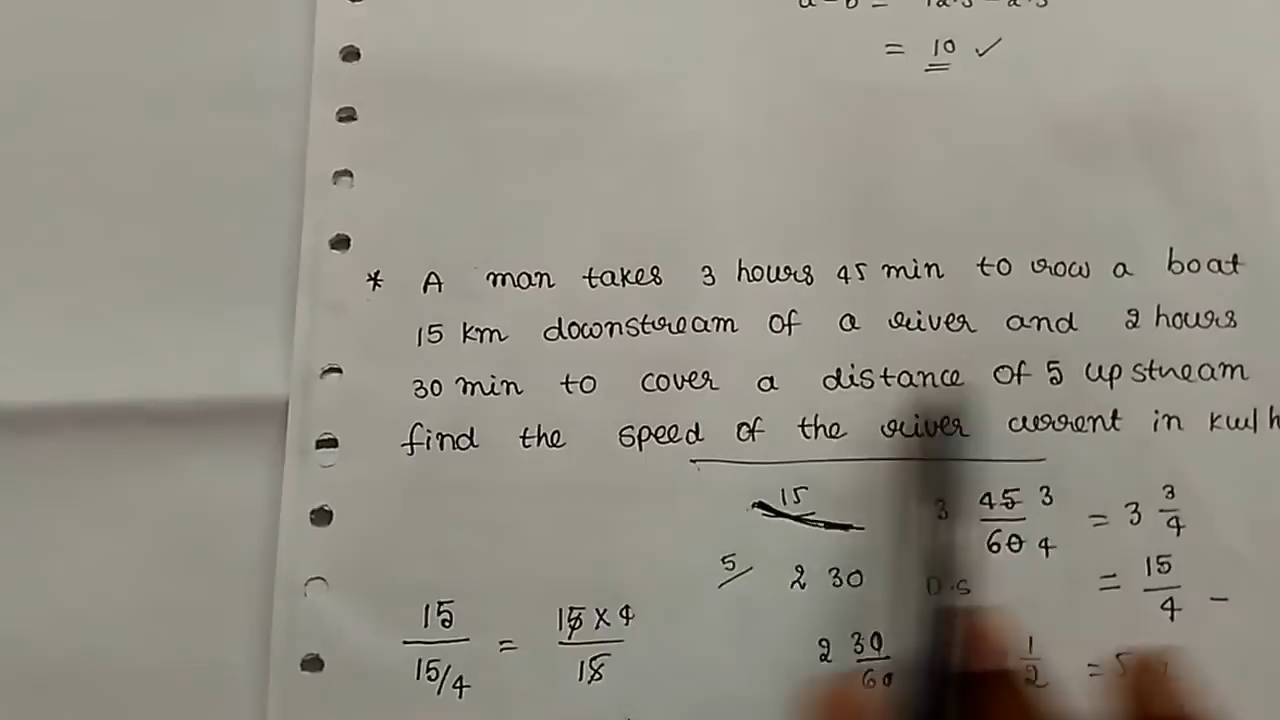 = 10 ✓
* A man takes 3 hours 45 min to row a boat
15 km downstream of a river and 2 hours
30 min to cover a distance of 5 upstream
find the speed of the river current in km/h
15 3 45/60 3 4 = 3 3/4
5/ 2 30 D.S = 15/4 –
15/15/4 = 15 × 4/15 2 30/60 1/2 = 5